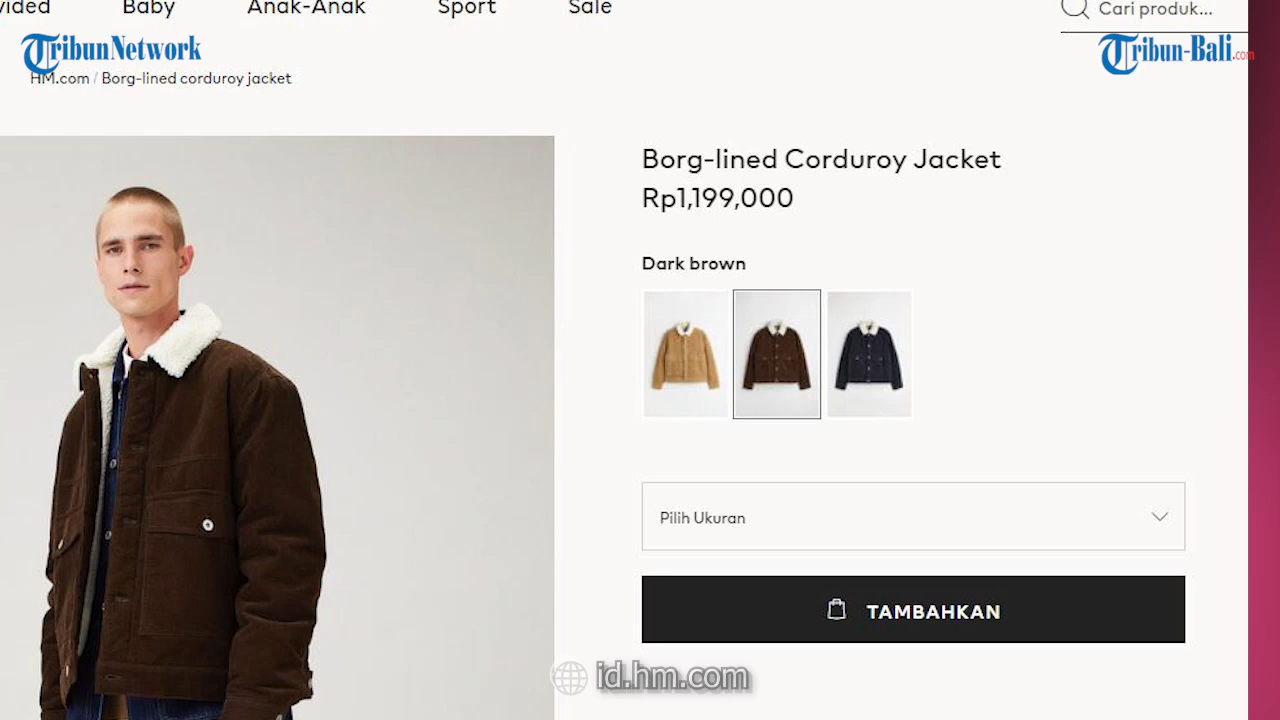 vided Baby Anak-Anak Sport Sale Cari produk...
TribunNetwork Tribun-Bali.com
HM.com / Borg-lined corduroy jacket
Borg-lined Corduroy Jacket
Rp1,199,000
Dark brown
Pilih Ukuran
TAMBAHKAN
id.hm.com